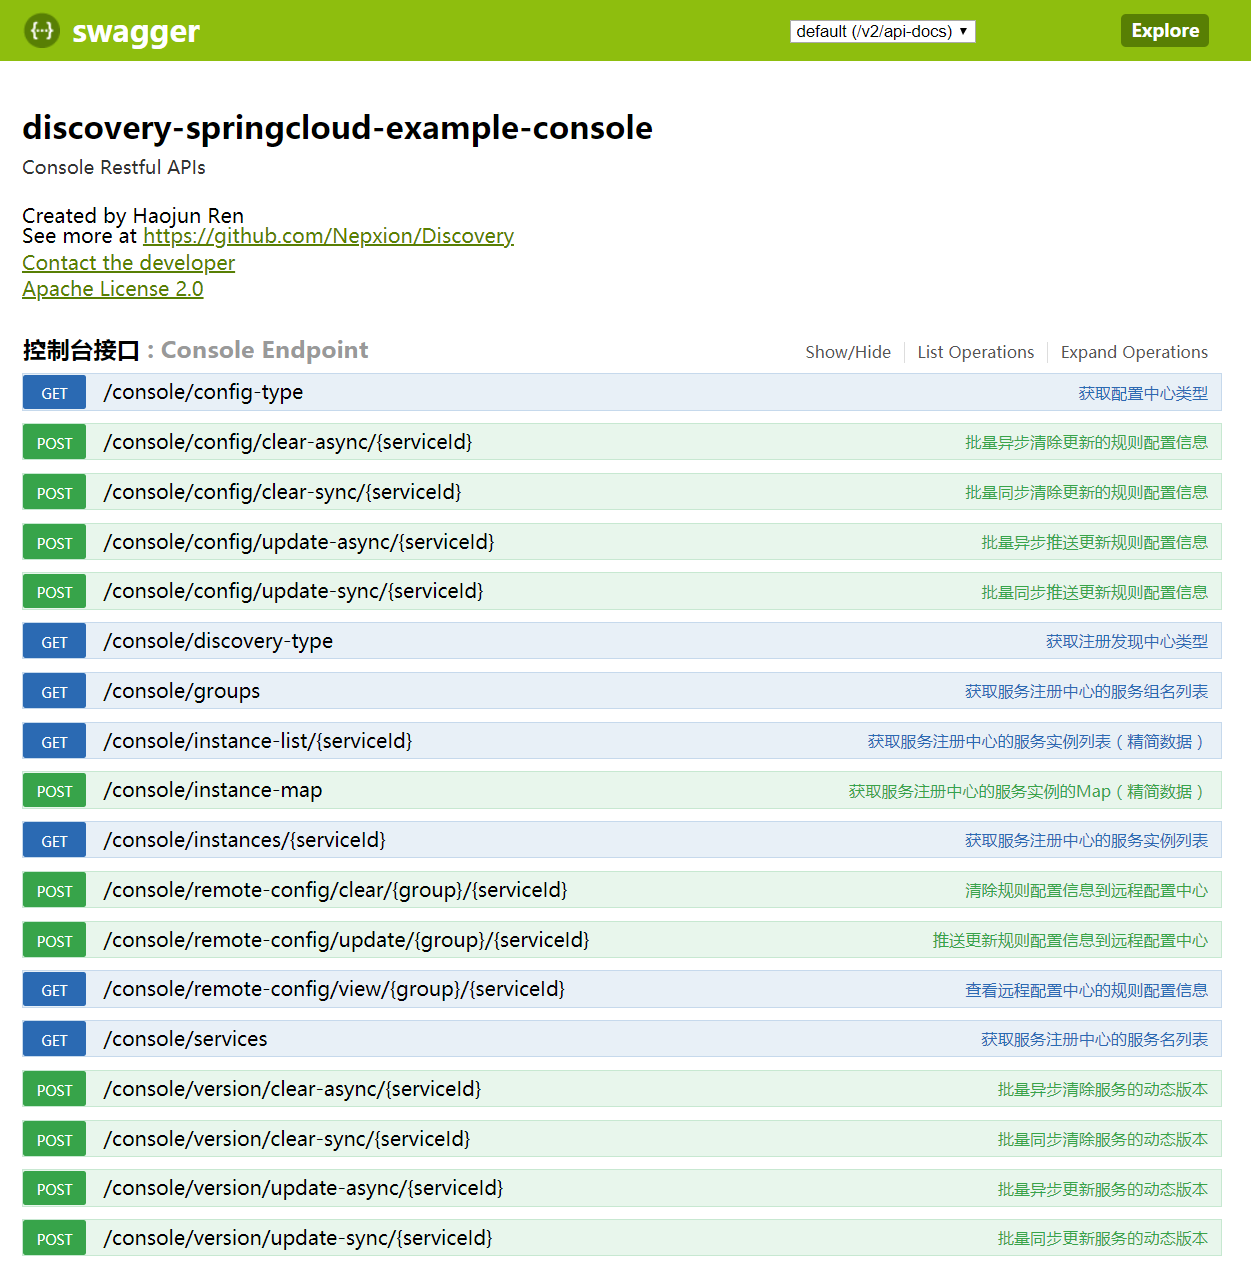 {···} swagger default (/v2/api-docs) ▼ Explore
discovery-springcloud-example-console
Console Restful APIs
Created by Haojun Ren
See more at https://github.com/Nepxion/Discovery
Contact the developer
Apache License 2.0
控制台接口 : Console Endpoint Show/Hide List Operations Expand Operations
GET /console/config-type 获取配置中心类型
POST /console/config/clear-async/{serviceId} 批量异步清除更新的规则配置信息
POST /console/config/clear-sync/{serviceId} 批量同步清除更新的规则配置信息
POST /console/config/update-async/{serviceId} 批量异步推送更新规则配置信息
POST /console/config/update-sync/{serviceId} 批量同步推送更新规则配置信息
GET /console/discovery-type 获取注册发现中心类型
GET /console/groups 获取服务注册中心的服务组名列表
GET /console/instance-list/{serviceId} 获取服务注册中心的服务实例列表（精简数据）
POST /console/instance-map 获取服务注册中心的服务实例的Map（精简数据）
GET /console/instances/{serviceId} 获取服务注册中心的服务实例列表
POST /console/remote-config/clear/{group}/{serviceId} 清除规则配置信息到远程配置中心
POST /console/remote-config/update/{group}/{serviceId} 推送更新规则配置信息到远程配置中心
GET /console/remote-config/view/{group}/{serviceId} 查看远程配置中心的规则配置信息
GET /console/services 获取服务注册中心的服务名列表
POST /console/version/clear-async/{serviceId} 批量异步清除服务的动态版本
POST /console/version/clear-sync/{serviceId} 批量同步清除服务的动态版本
POST /console/version/update-async/{serviceId} 批量异步更新服务的动态版本
POST /console/version/update-sync/{serviceId} 批量同步更新服务的动态版本